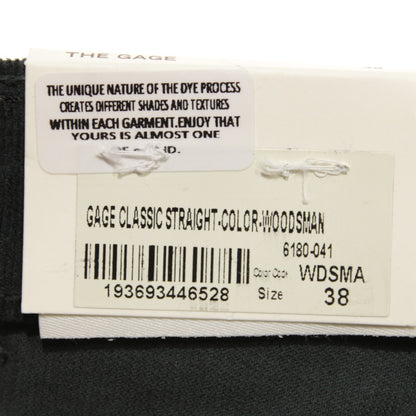 THE GAGE
THE UNIQUE NATURE OF THE DYE PROCESS
CREATES DIFFERENT SHADES AND TEXTURES
WITHIN EACH GARMENT.ENJOY THAT
YOURS IS ALMOST ONE
GAGE CLASSIC STRAIGHT-COLOR-WOODSMAN
6180-041
Color Code WDSMA
193693446528 Size 38